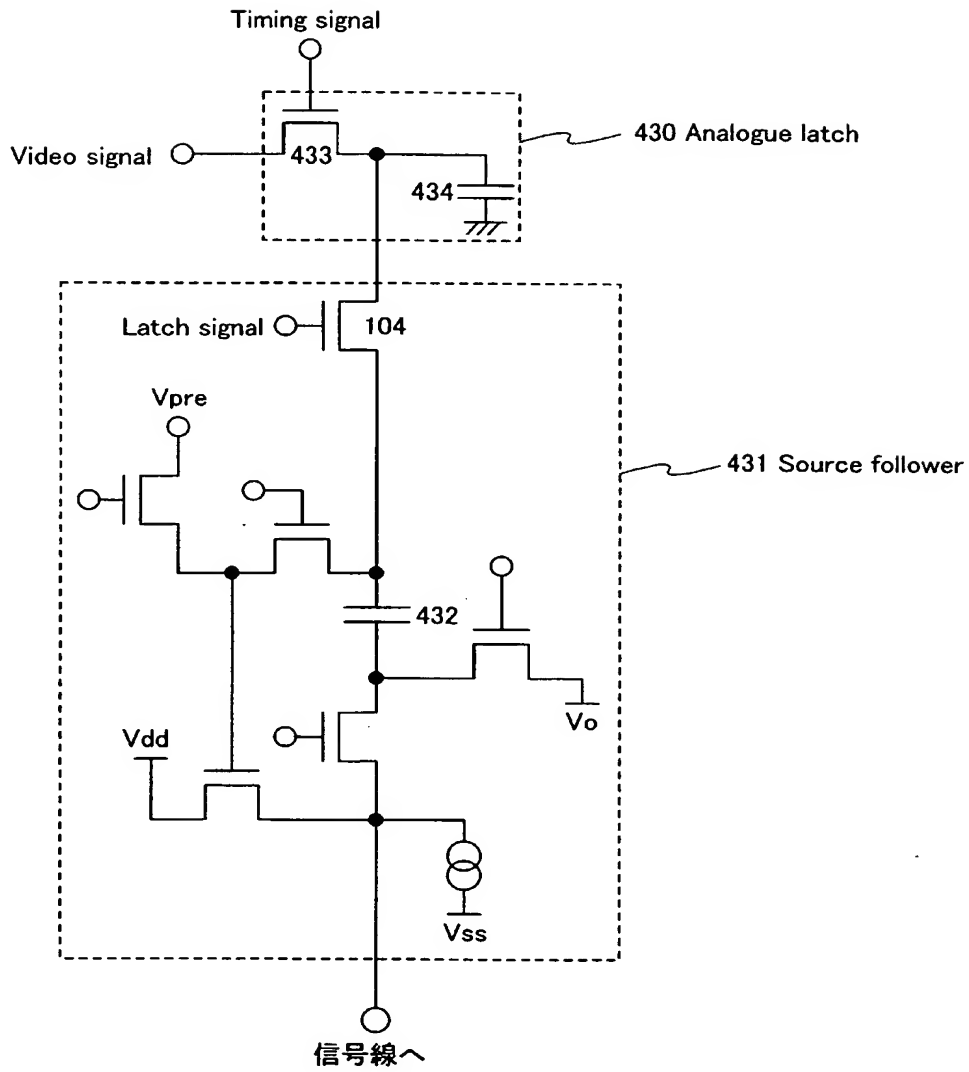 Timing signal
Video signal
433
434
430 Analogue latch
Latch signal
104
Vpre
431 Source follower
432
Vo
Vdd
Vss
信号線へ